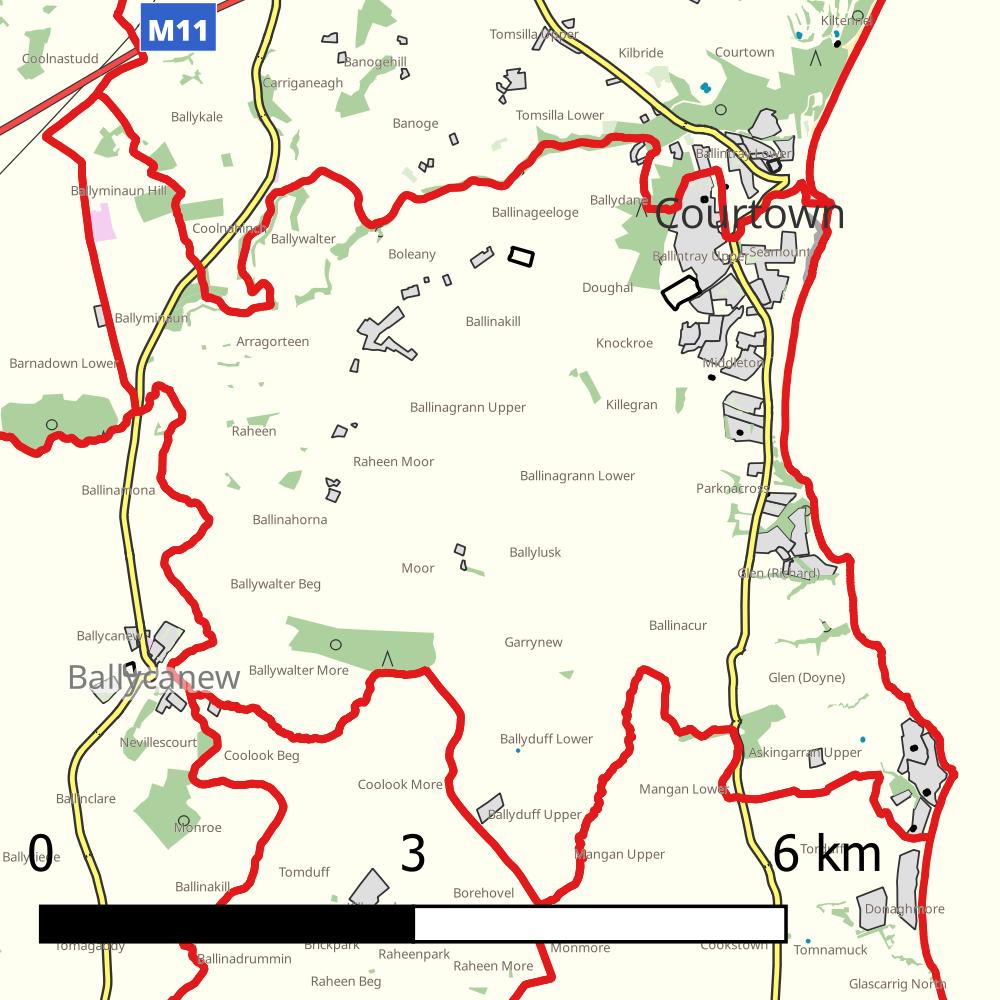 Kiltennel
M11
Tomsilla Upper
Coolnastudd
Banogehill
Kilbride
Courtown
Carriganeagh
Ballykale
Banoge
Tomsilla Lower
Ballintray Lower
Ballyminaun Hill
Ballydane
Ballinageeloge
Courtown
Coolnahinch
Ballywalter
Boleany
Ballintray Upper
Seamount
Doughal
Ballyminaun
Ballinakill
Arragorteen
Knockroe
Barnadown Lower
Middleton
Ballinagrann Upper
Killegran
Raheen
Raheen Moor
Ballinagrann Lower
Ballinamona
Parknacross
Ballinahorna
Ballylusk
Moor
Glen (Richard)
Ballywalter Beg
Ballinacur
Ballycanew
Garrynew
Ballywalter More
Ballycanew
Glen (Doyne)
Nevillescourt
Ballyduff Lower
Coolook Beg
Askingarran Upper
Coolook More
Mangan Lower
Ballinclare
Ballyduff Upper
Monroe
0 3 6 km
Mangan Upper
Tomduff
Ballinakill
Borehovel
Donaghmore
Tomagaddy
Brickpark
Monmore
Cookstown
Tomnamuck
Raheenpark
Ballinadrummin
Raheen More
Raheen Beg
Glascarrig North